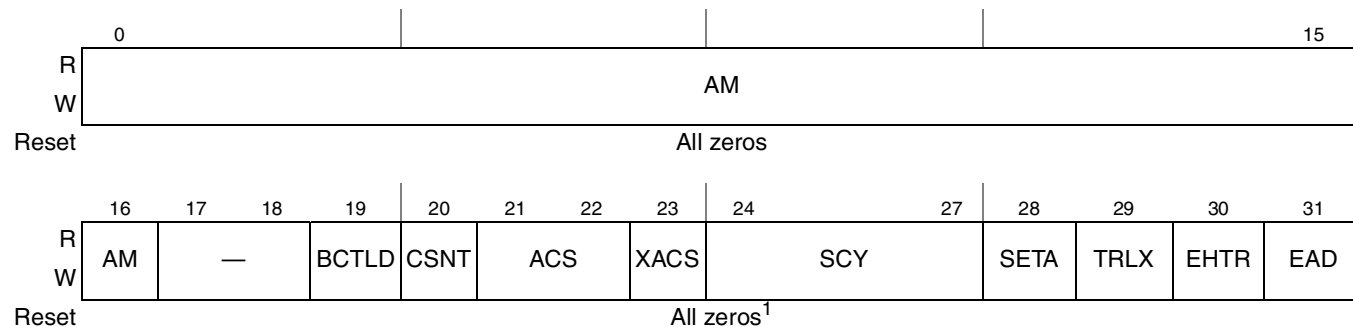 0 15
R
AM
W
Reset All zeros
16 17 18 19 20 21 22 23 24 27 28 29 30 31
R
AM — BCTLD CSNT ACS XACS SCY SETA TRLX EHTR EAD
W
Reset All zeros1